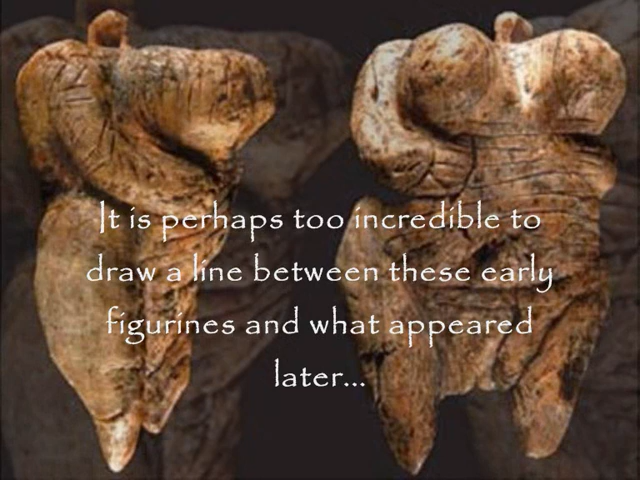 It is perhaps too incredible to
draw a line between these early
figurines and what appeared
later...